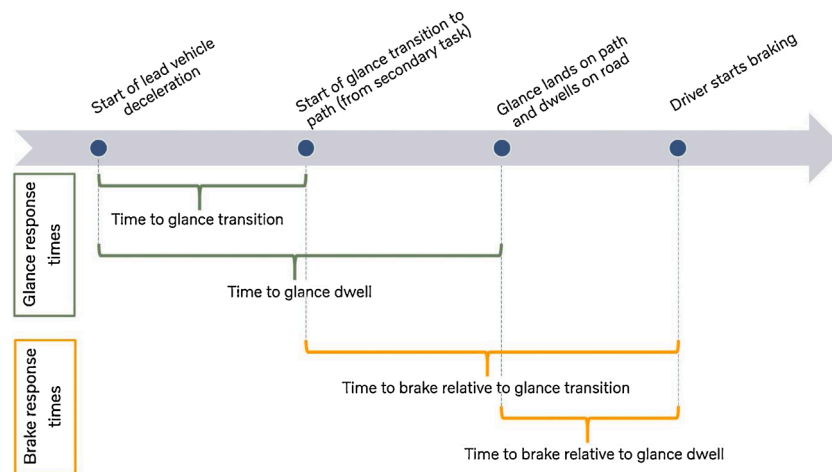 Start of lead vehicle
deceleration
Start of glance transition to
path (from secondary task)
Glance lands on path
and dwells on road
Driver starts braking
Glance response
times
Time to glance transition
Time to glance dwell
Brake response
times
Time to brake relative to glance transition
Time to brake relative to glance dwell